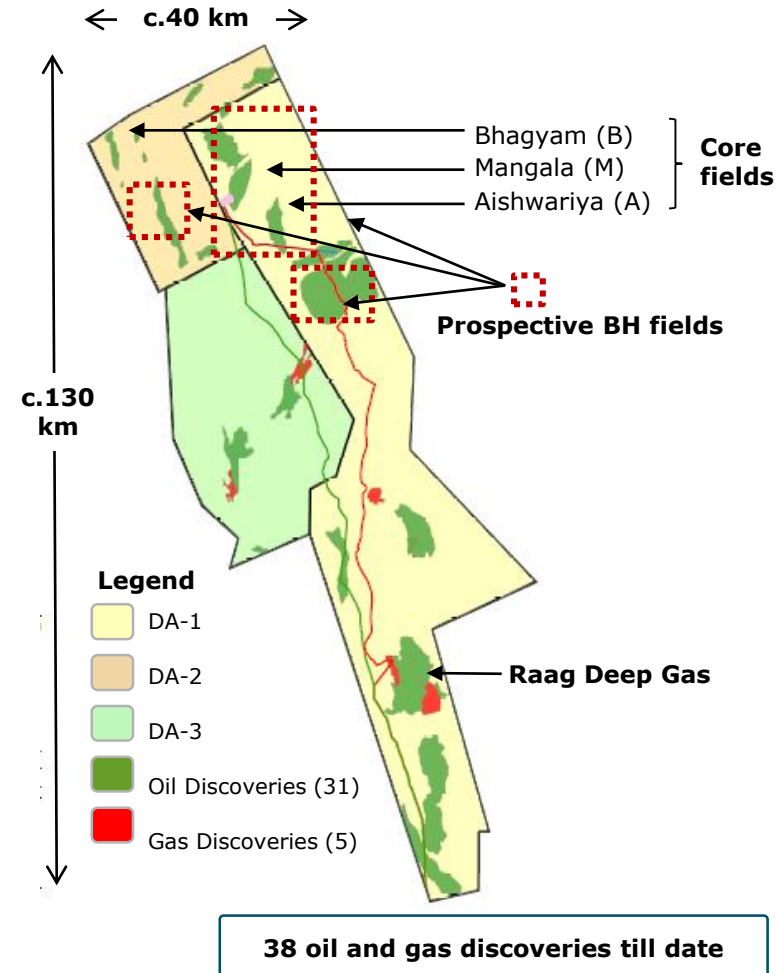 c.40 km
Bhagyam (B)
Mangala (M)
Aishwariya (A)
Core
fields
Prospective BH fields
c.130
km
Legend
DA-1
DA-2
DA-3
Oil Discoveries (31)
Gas Discoveries (5)
Raag Deep Gas
38 oil and gas discoveries till date